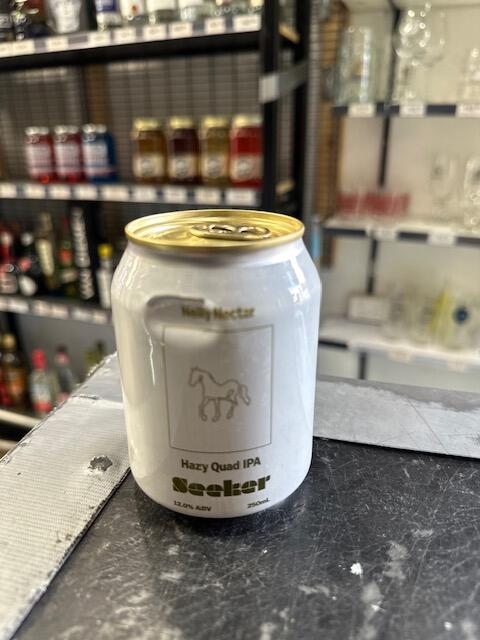 Nelly Nectar
Hazy Quad IPA
Seeker
12.0% ABV 250mL